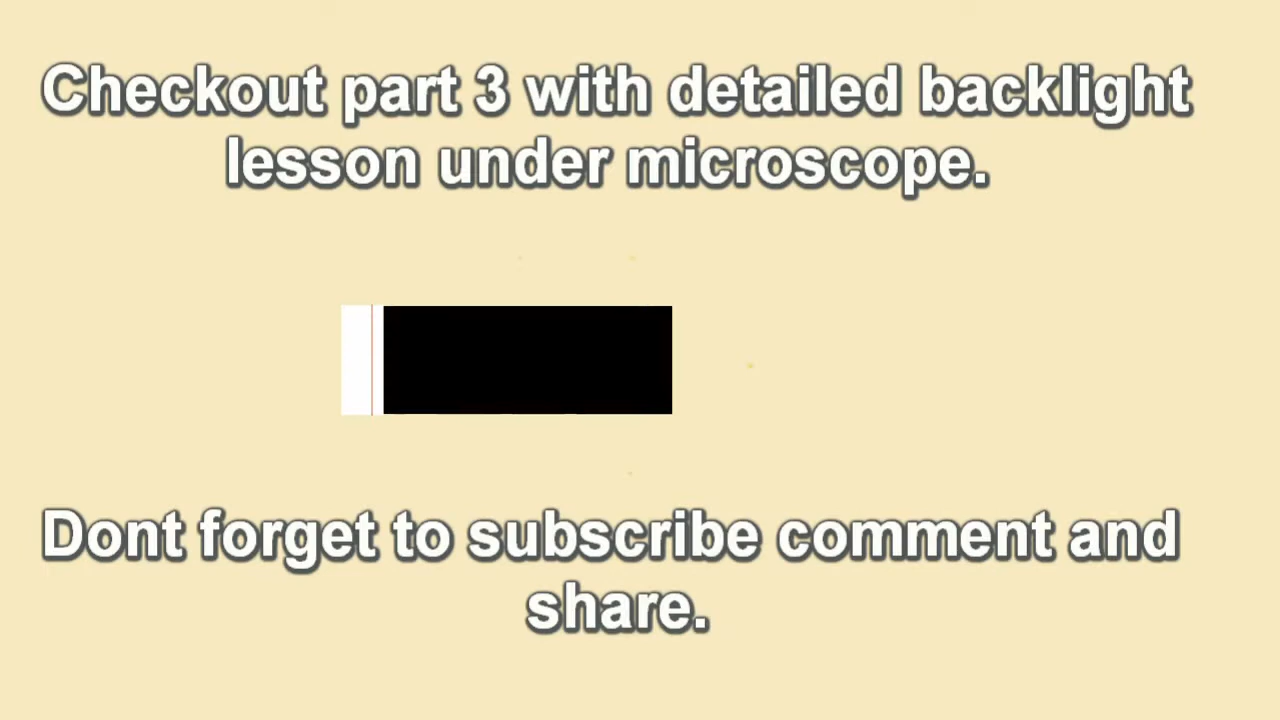 Checkout part 3 with detailed backlight
lesson under microscope.
Dont forget to subscribe comment and
share.